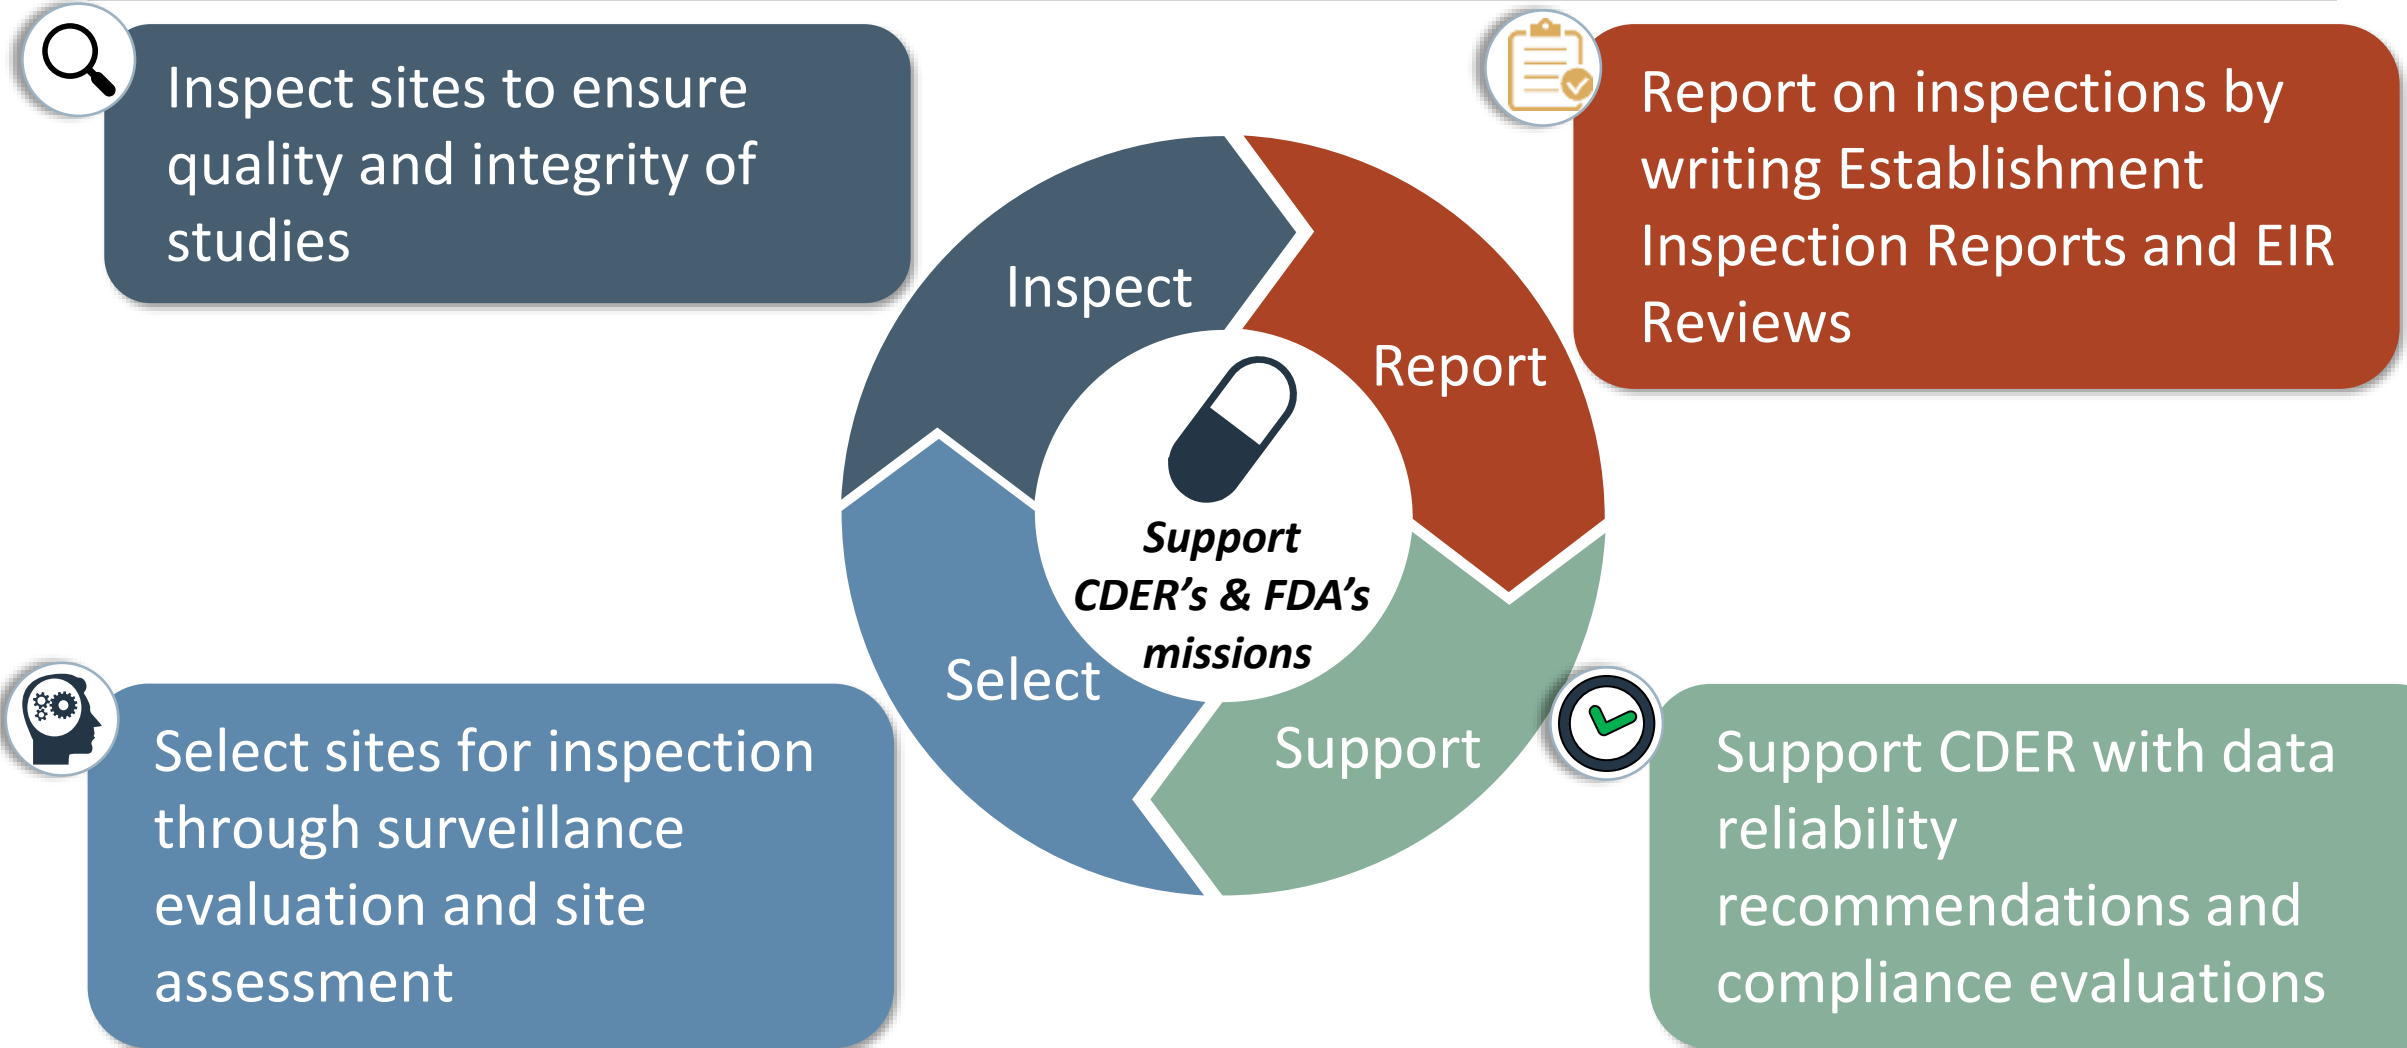 Inspect sites to ensure
quality and integrity of
studies
Report on inspections by
writing Establishment
Inspection Reports and EIR
Reviews
Inspect
Report
Support
CDER’s & FDA’s
missions
Select
Support
Select sites for inspection
through surveillance
evaluation and site
assessment
Support CDER with data
reliability
recommendations and
compliance evaluations